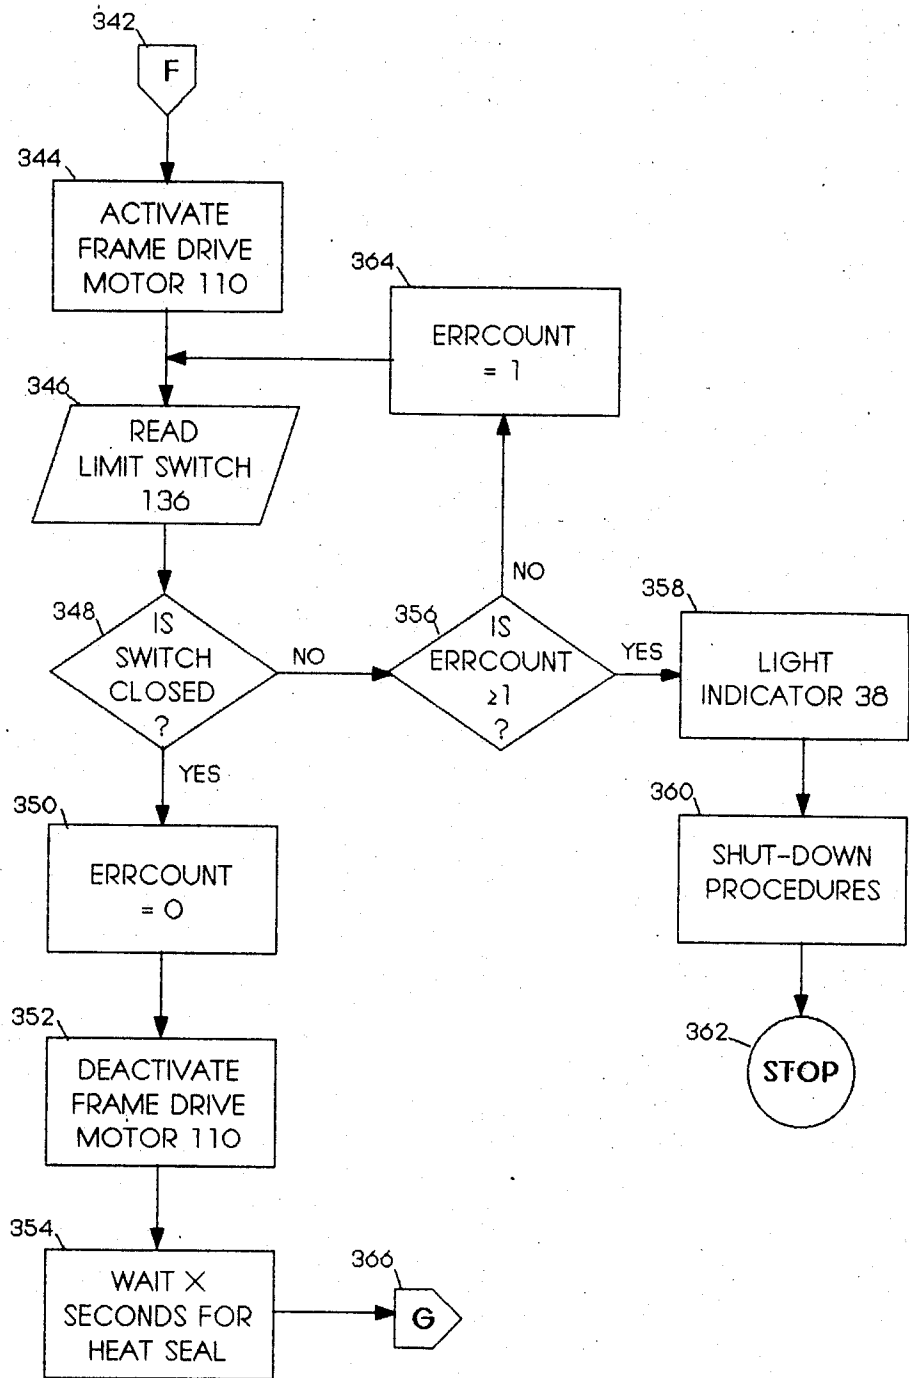 342
F
344
ACTIVATE
FRAME DRIVE
MOTOR 110
364
ERRCOUNT
= 1
346
READ
LIMIT SWITCH
136
348
IS
SWITCH
CLOSED
?
NO
YES
356
IS
ERRCOUNT
≥1
?
NO
YES
358
LIGHT
INDICATOR 38
350
ERRCOUNT
= 0
360
SHUT-DOWN
PROCEDURES
352
DEACTIVATE
FRAME DRIVE
MOTOR 110
362
STOP
354
WAIT X
SECONDS FOR
HEAT SEAL
366
G